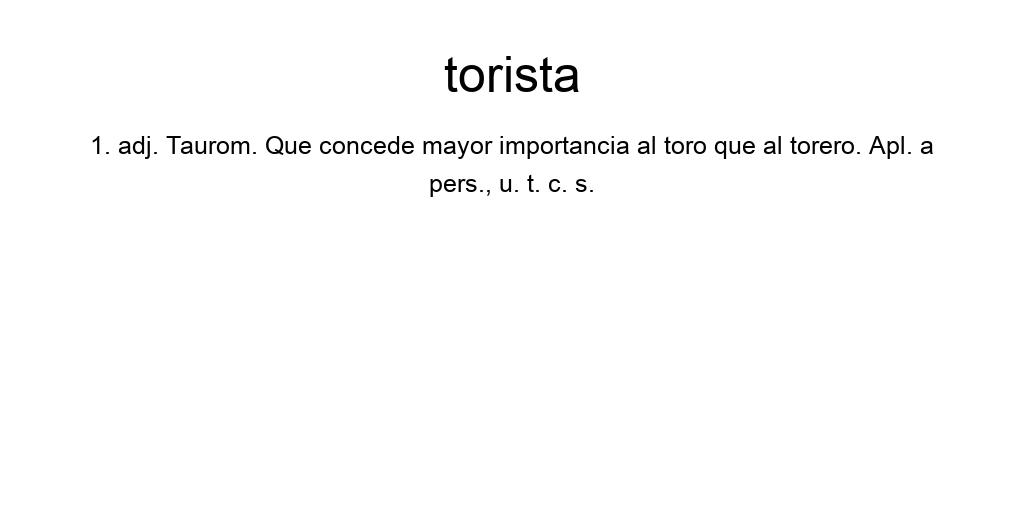 torista
1. adj. Taurom. Que concede mayor importancia al toro que al torero. Apl. a
pers., u. t. c. s.